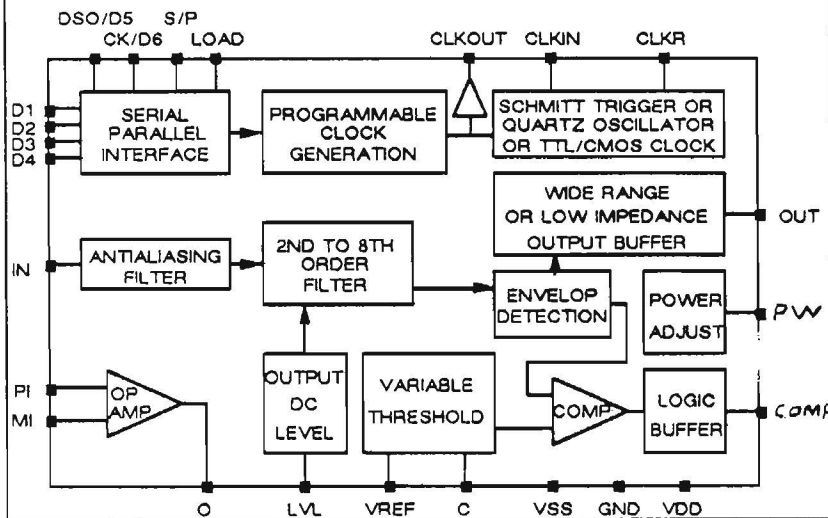 DSO/D5 S/P
CK/D6 LOAD CLKOUT CLKIN CLKR
D1
D2
D3
D4
SERIAL
PARALLEL
INTERFACE
PROGRAMMABLE
CLOCK
GENERATION
SCHMITT TRIGGER OR
QUARTZ OSCILLATOR
OR TTL/CMOS CLOCK
WIDE RANGE
OR LOW IMPEDANCE
OUTPUT BUFFER
OUT
IN
ANTIALIASING
FILTER
2ND TO 8TH
ORDER
FILTER
ENVELOP
DETECTION
POWER
ADJUST
PW
PI
MI
OP
AMP
OUTPUT
DC
LEVEL
VARIABLE
THRESHOLD
COMP
LOGIC
BUFFER
COMP
O LVL VREF C VSS GND VDD